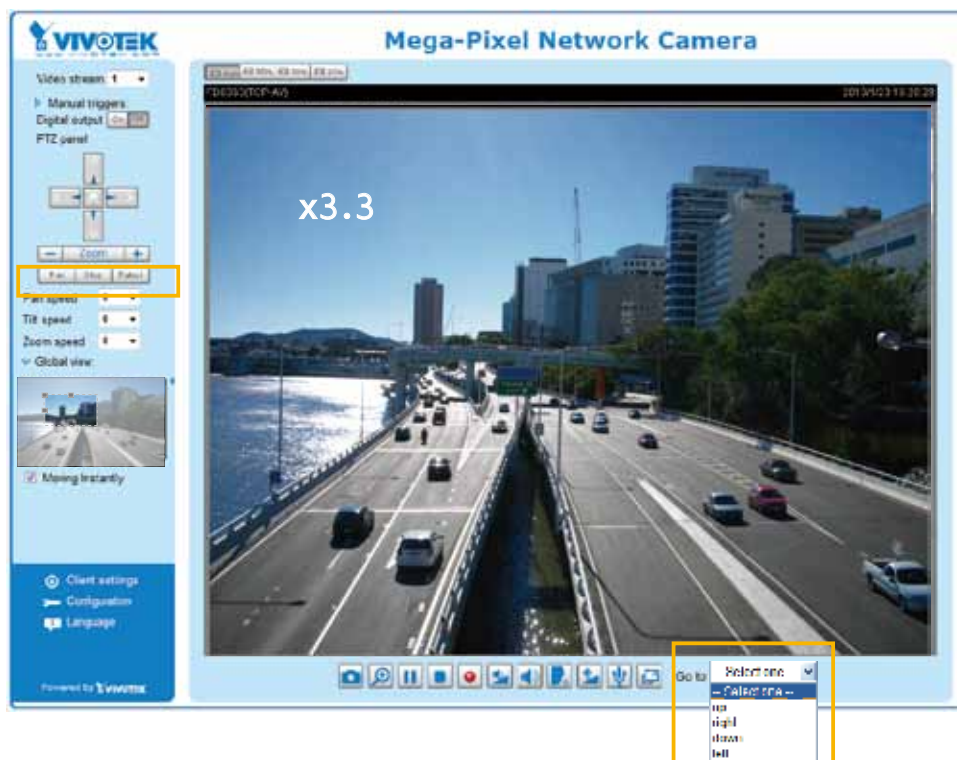 VIVOTEK
Mega-Pixel Network Camera
Video stream 1
Manual triggers
Digital output On
PTZ panel
x3.3
Zoom
Pan Stop Patrol
Pan speed
Tilt speed
Zoom speed
Global view
Moving Instantly
Client settings
Configuration
Language
Powered by VIVOTEK
Go to Select one
-- Select one --
up
right
down
left